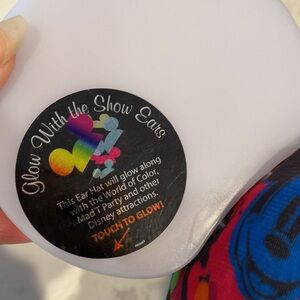 Glow With the Show Ears
This Ear Hat will glow along
with the World of Color,
Mad T Party and other
Disney attractions.
TOUCH TO GLOW!